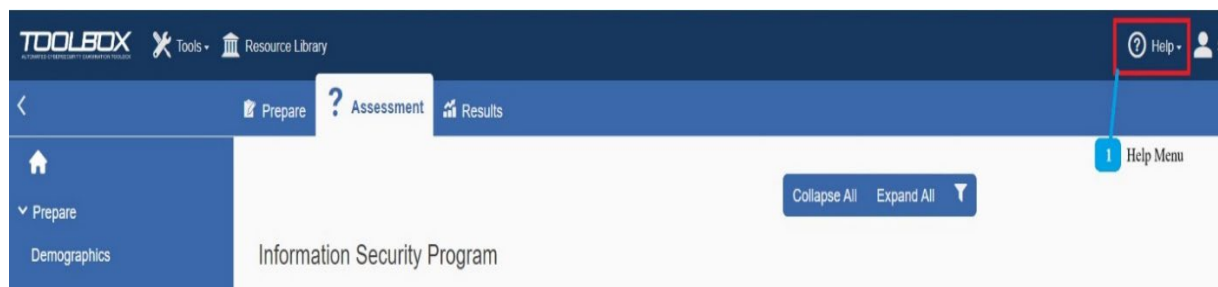 TOOLBOX Tools Resource Library Help
AUTOMATED CYBERSECURITY EXAMINATION TOOLBOX
Prepare ? Assessment Results
1 Help Menu
Collapse All Expand All
Prepare
Demographics
Information Security Program